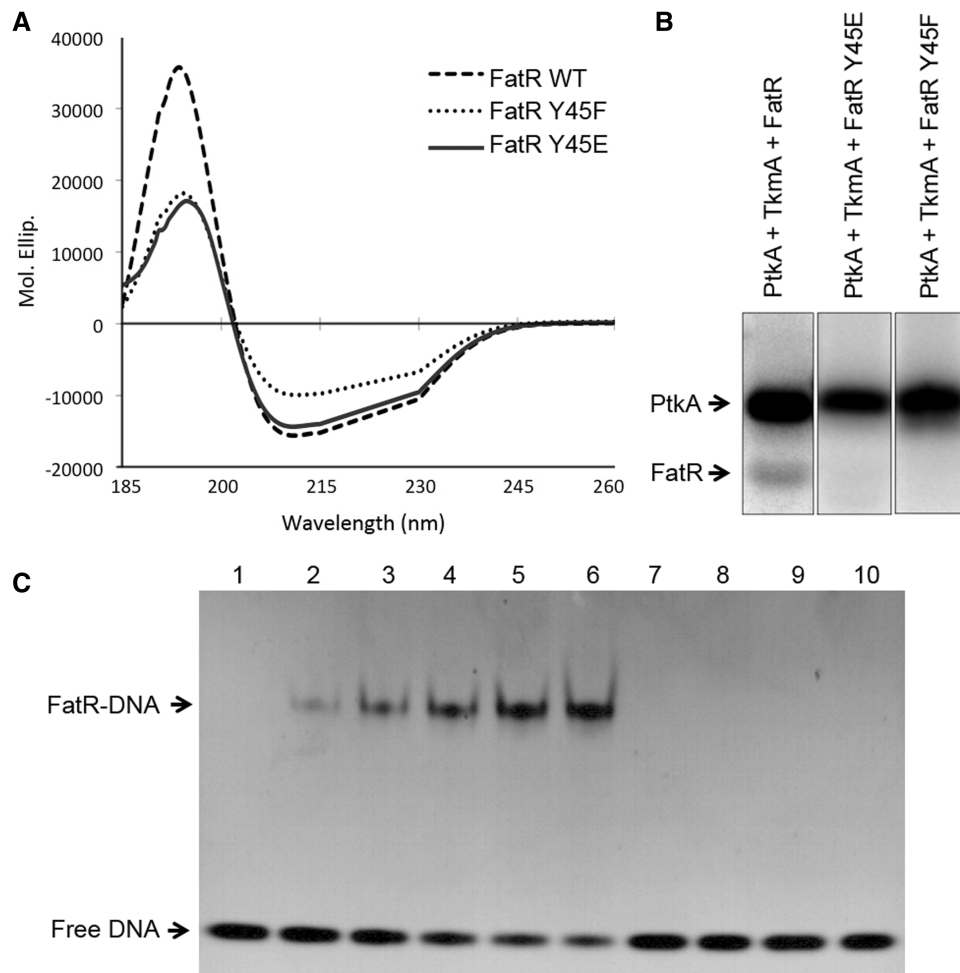 A
40000
30000
20000
10000
0
-10000
-20000
Mol. Ellip.
185 200 215 230 245 260
Wavelength (nm)
FatR WT
FatR Y45F
FatR Y45E
B
PtkA + TkmA + FatR
PtkA + TkmA + FatR Y45E
PtkA + TkmA + FatR Y45F
PtkA
FatR
C
1 2 3 4 5 6 7 8 9 10
FatR-DNA
Free DNA